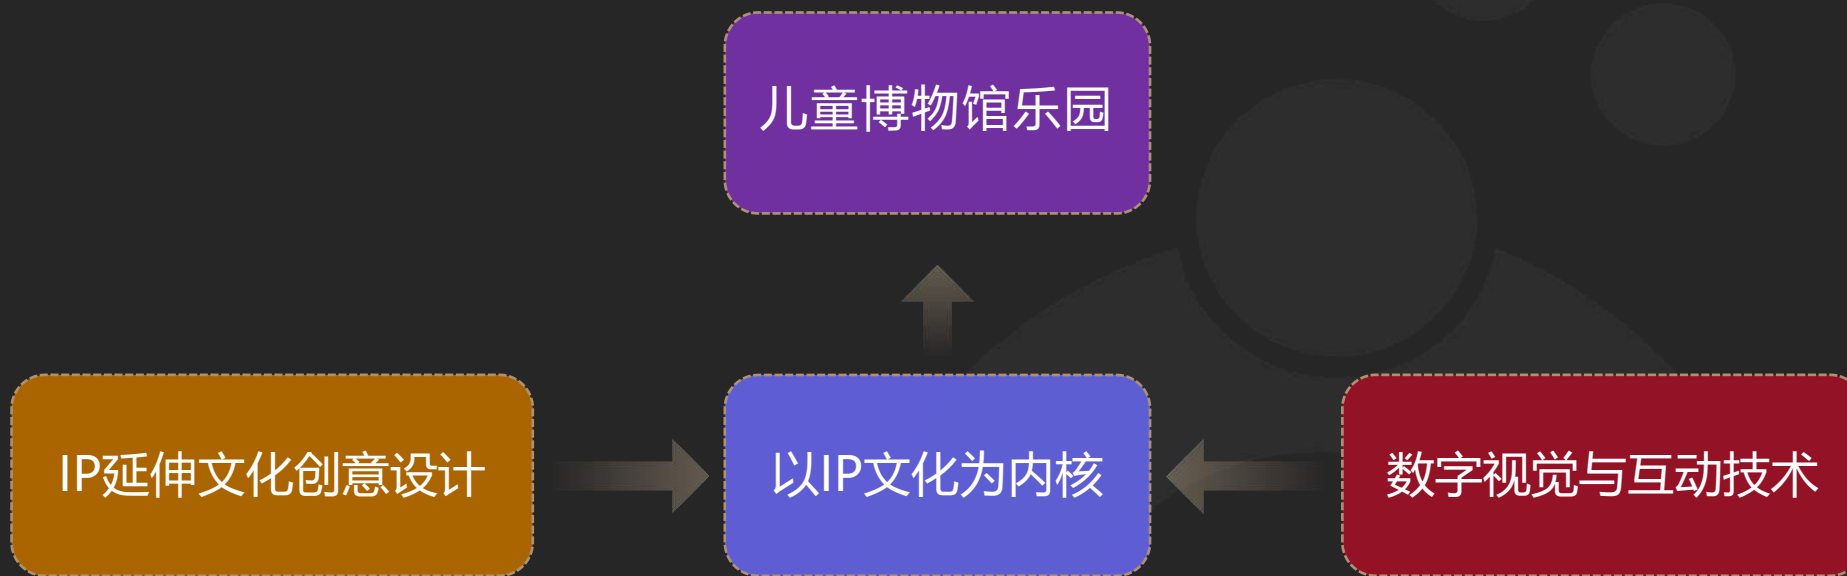 儿童博物馆乐园
IP延伸文化创意设计
以IP文化为内核
数字视觉与互动技术